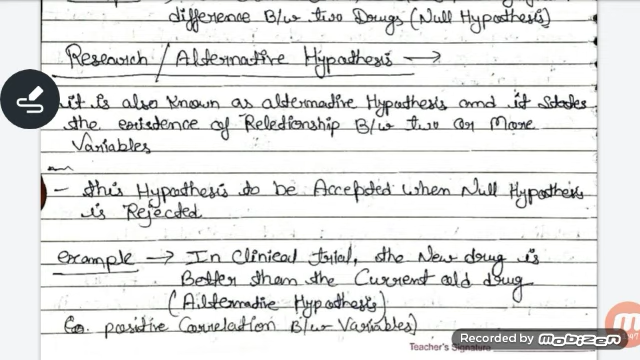 difference B/w two Drugs (Null Hypothesis)
Research / Alternative Hypothesis →
it is also known as alternative Hypothesis and it states
the existence of Reletionship B/w two or More
Variables
- this Hypothesis to be Accepted when Null Hypothesis
is Rejected
example → In Clinical trial, the New drug is
Better than the Current old drug
(Alternative Hypothesis)
positive Correlation B/w Variables)
Teacher's Signature
Recorded by mobizen